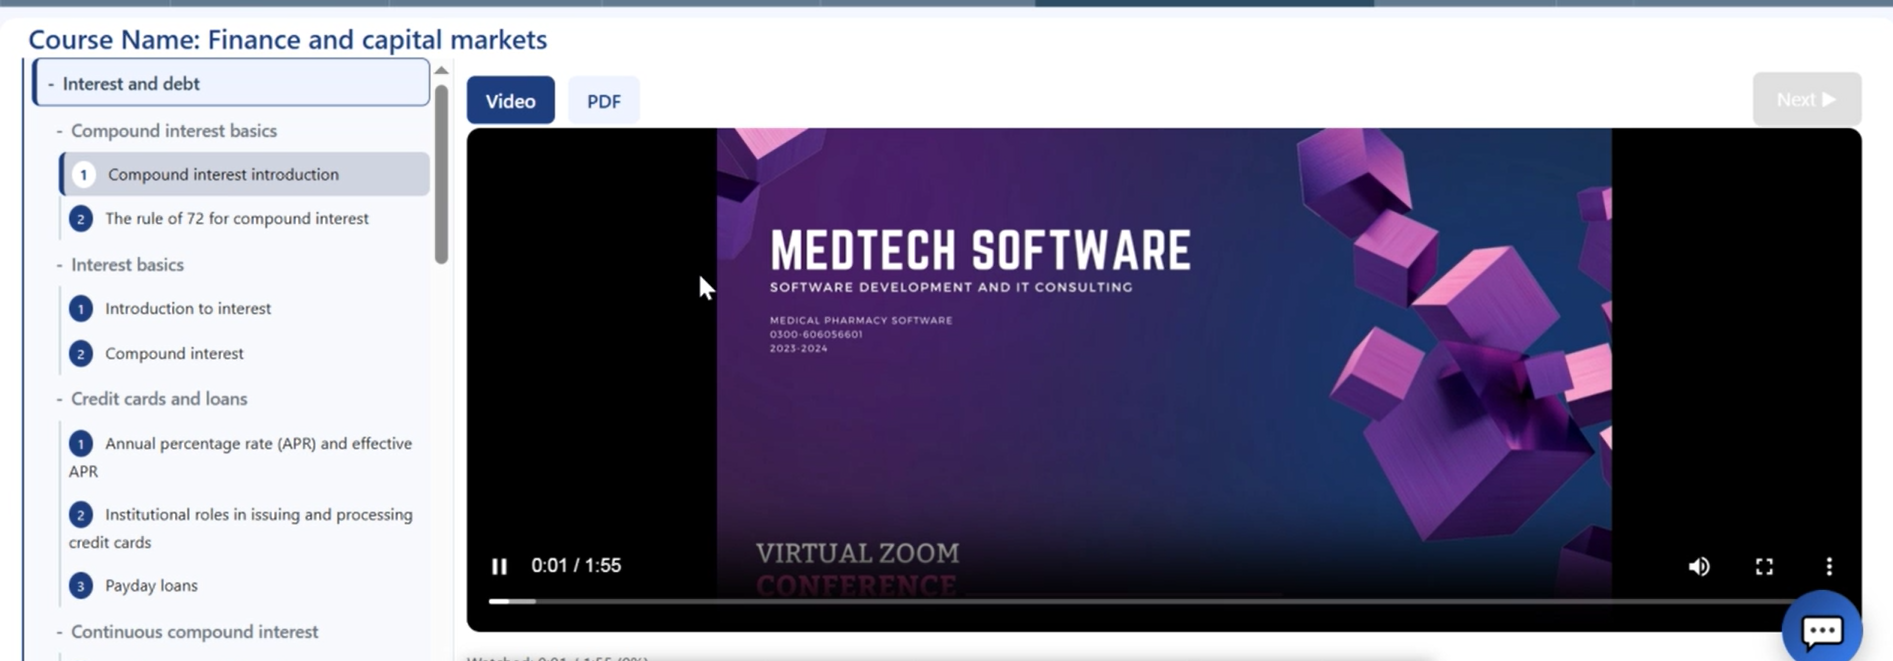 Course Name: Finance and capital markets
- Interest and debt
- Compound interest basics
1 Compound interest introduction
2 The rule of 72 for compound interest
- Interest basics
1 Introduction to interest
2 Compound interest
- Credit cards and loans
1 Annual percentage rate (APR) and effective
APR
2 Institutional roles in issuing and processing
credit cards
3 Payday loans
- Continuous compound interest
Video
PDF
Next ▶
MEDTECH SOFTWARE
SOFTWARE DEVELOPMENT AND IT CONSULTING
MEDICAL PHARMACY SOFTWARE
0300-606056601
2023-2024
VIRTUAL ZOOM
CONFERENCE
0:01 / 1:55